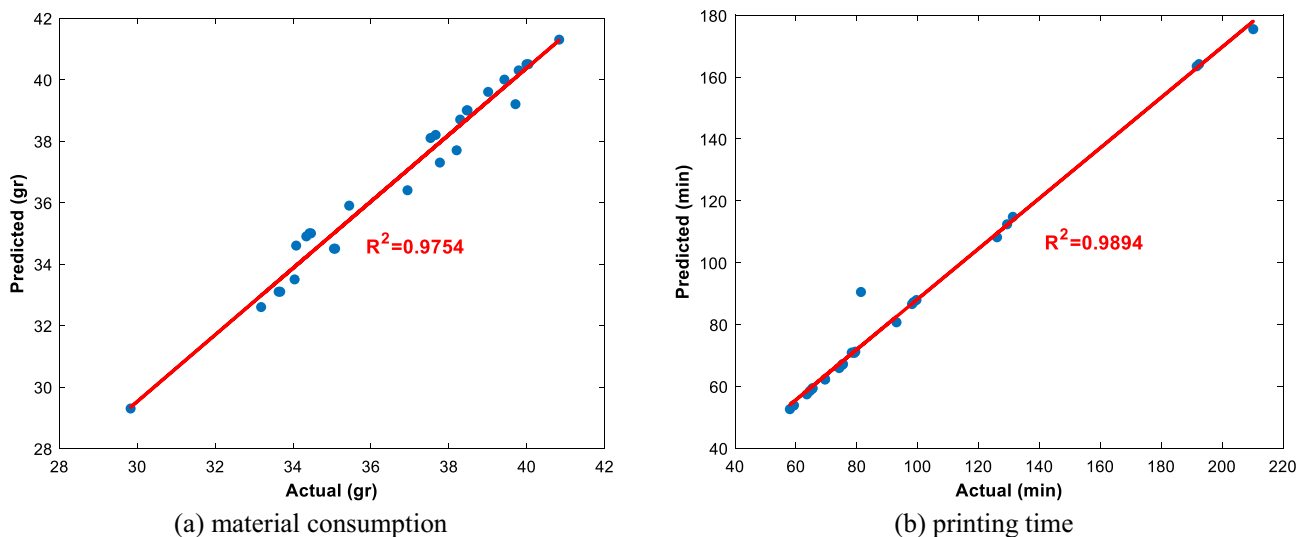 42
40
38
36
34
32
30
28
28 30 32 34 36 38 40 42
Predicted (gr)
Actual (gr)
R²=0.9754
(a) material consumption
180
160
140
120
100
80
60
40
40 60 80 100 120 140 160 180 200 220
Predicted (min)
Actual (min)
R²=0.9894
(b) printing time